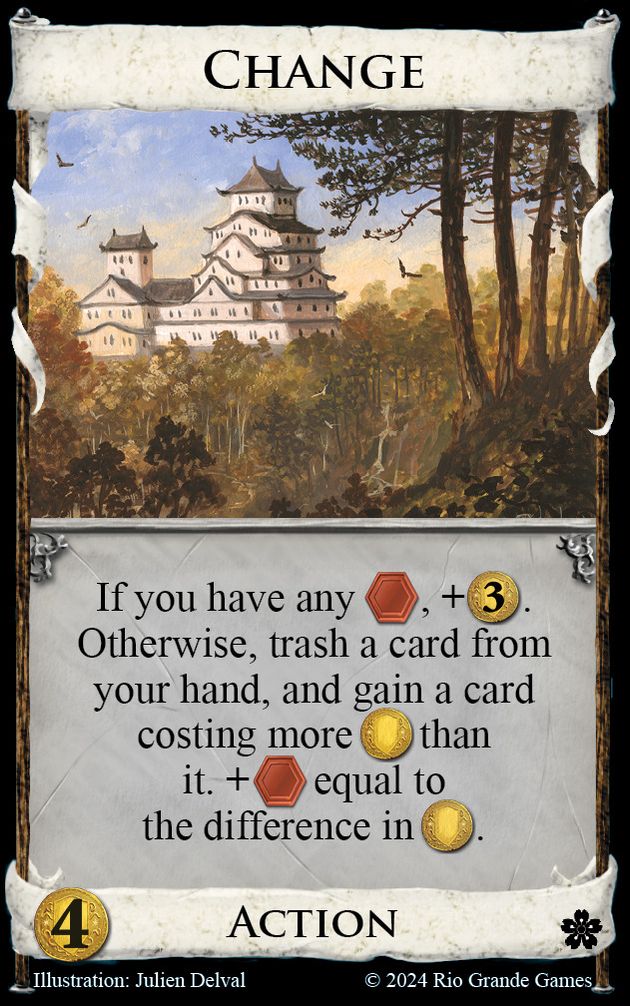 CHANGE
If you have any , +3.
Otherwise, trash a card from
your hand, and gain a card
costing more than
it. + equal to
the difference in .
4
ACTION
Illustration: Julien Delval
© 2024 Rio Grande Games